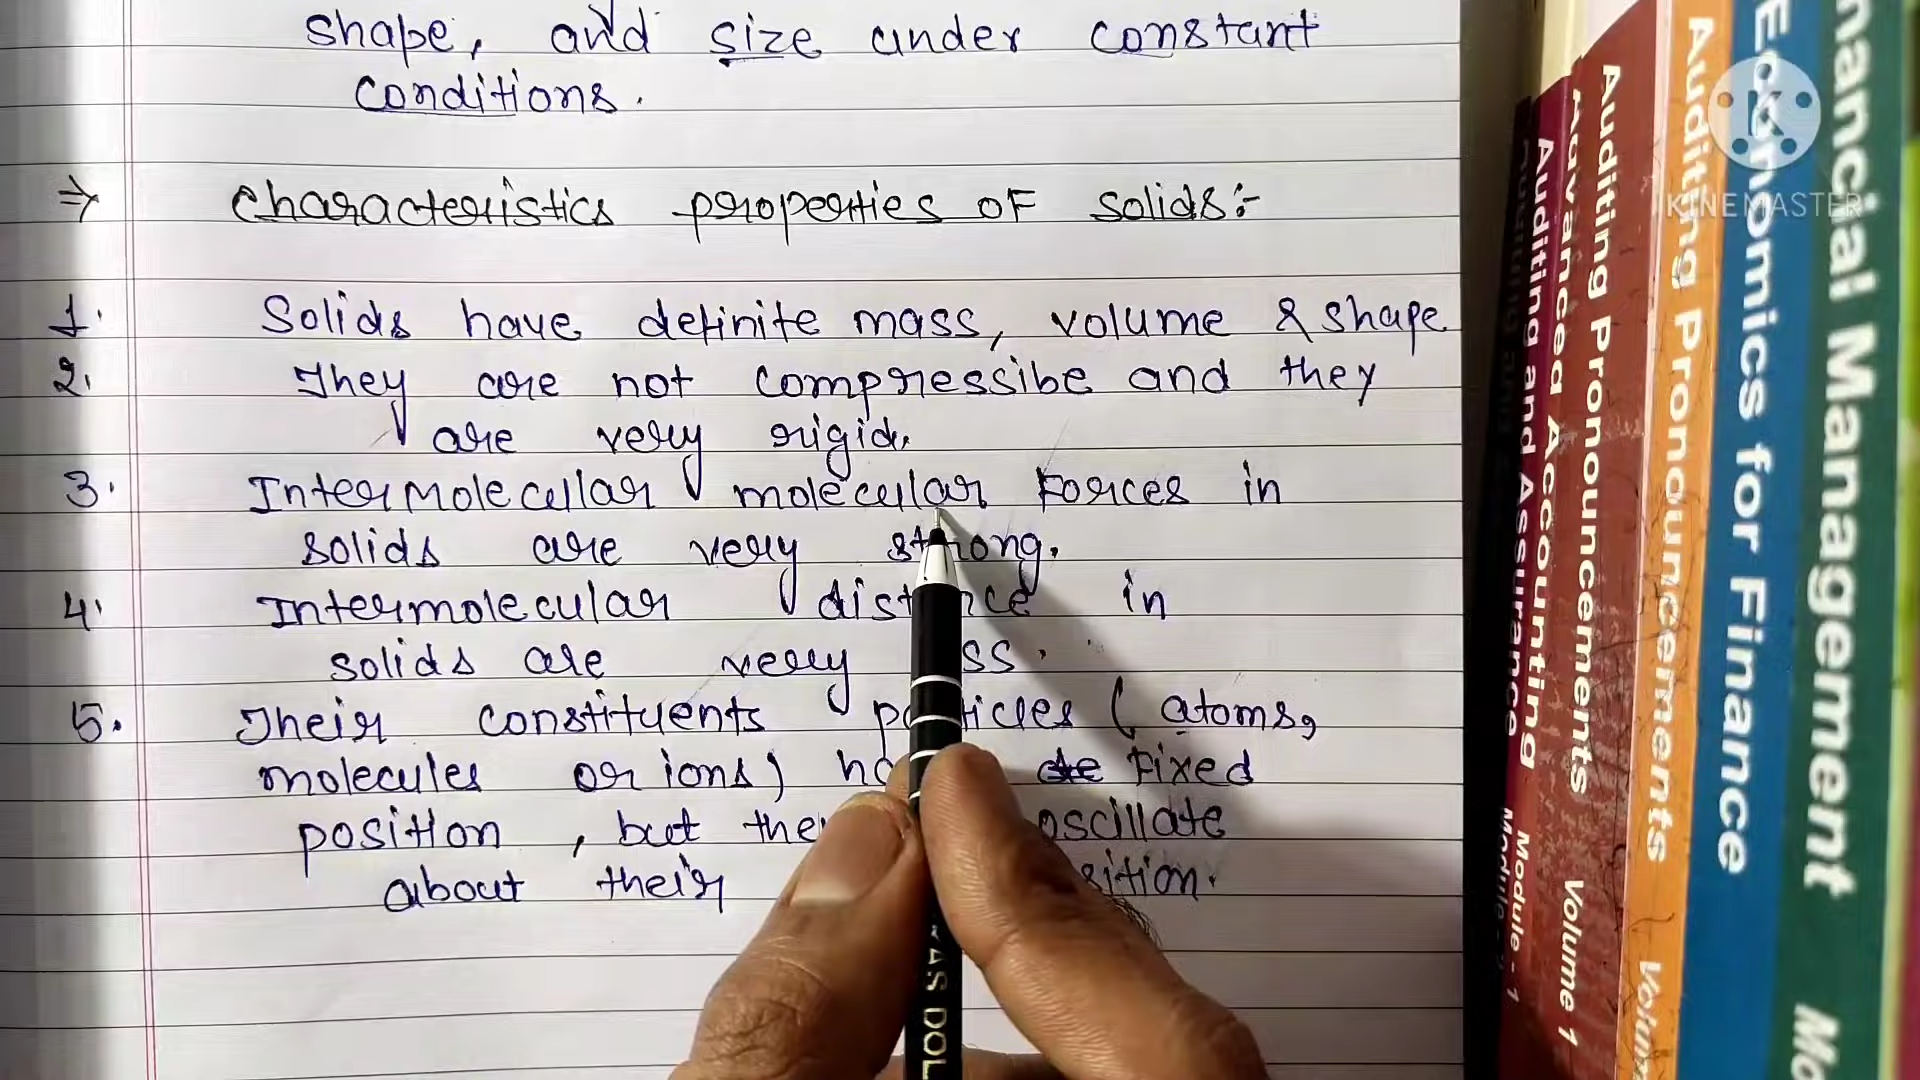 shape, and size under constant
conditions.
⇒ characteristics properties OF solids:-
1. Solids have definite mass, volume & shape
2. They are not compressibe and they
are very rigid.
3. Intermolecular molecular Forces in
solids are very strong.
4. Intermolecular in
solids are very
5. Their constituents (atoms,
molecules or ions) Fixed
position, but oscillate
about their
Auditing and Assurance
Advanced Accounting Module - 1
Auditing Pronouncements Volume 1
Auditing Pronouncements
Economics for Finance
Management
KINEMASTER
K